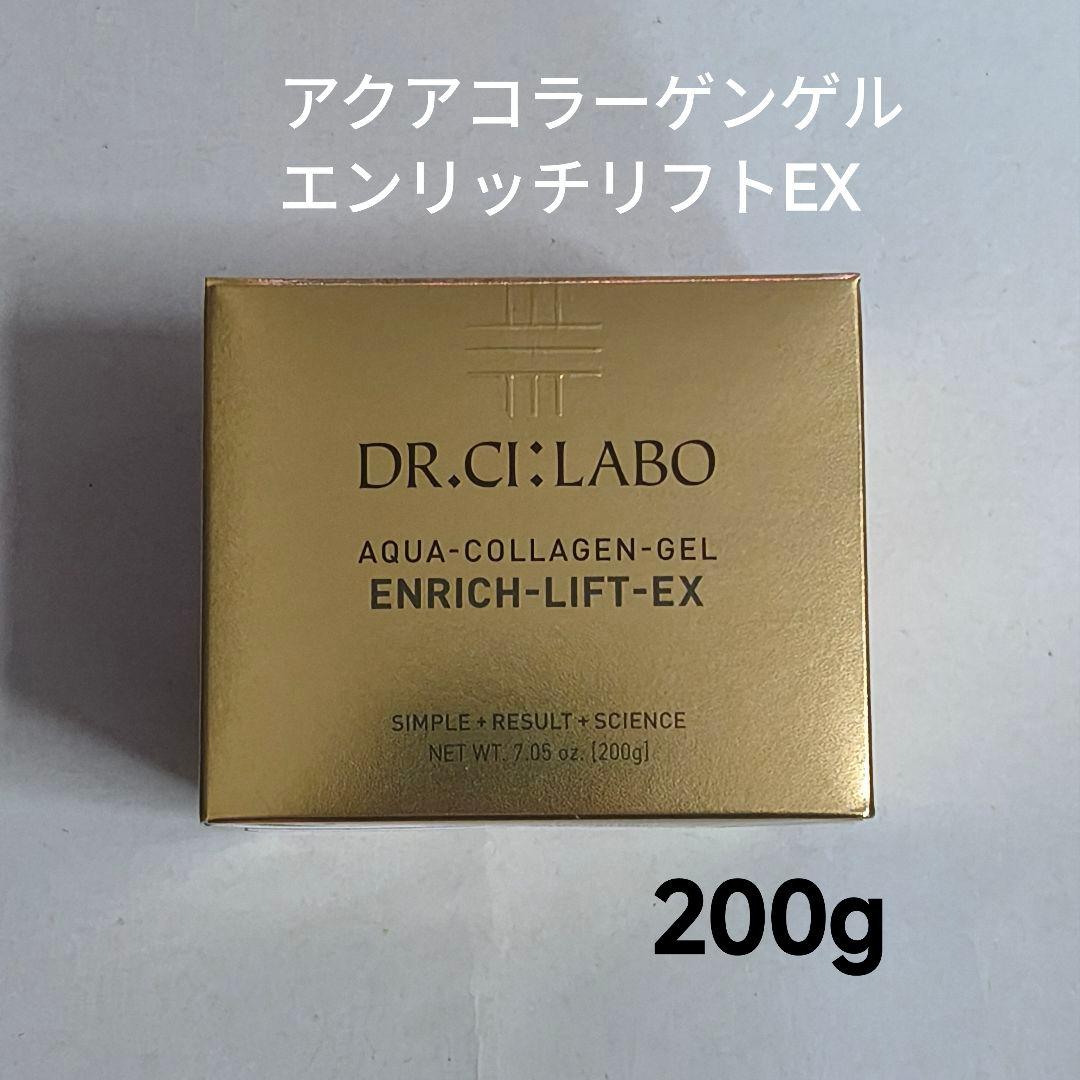 アクアコラーゲンゲル
エンリッチリフトEX
DR.CI:LABO
AQUA-COLLAGEN-GEL
ENRICH-LIFT-EX
SIMPLE + RESULT + SCIENCE
NET WT. 7.05 oz. [200g]
200g